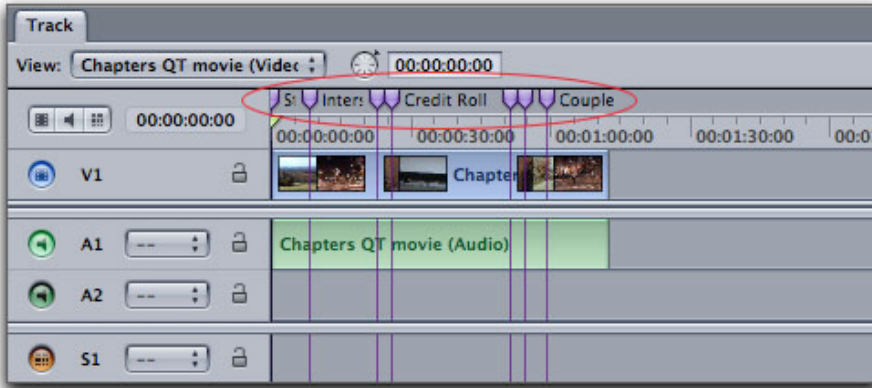 Track
View: Chapters QT movie (Video 00:00:00:00
Inters Credit Roll Couple
00:00:00:00
00:00:00:00 00:00:30:00 00:01:00:00 00:01:30:00 00:0
V1 Chapter
A1 -- Chapters QT movie (Audio)
A2 --
S1 --